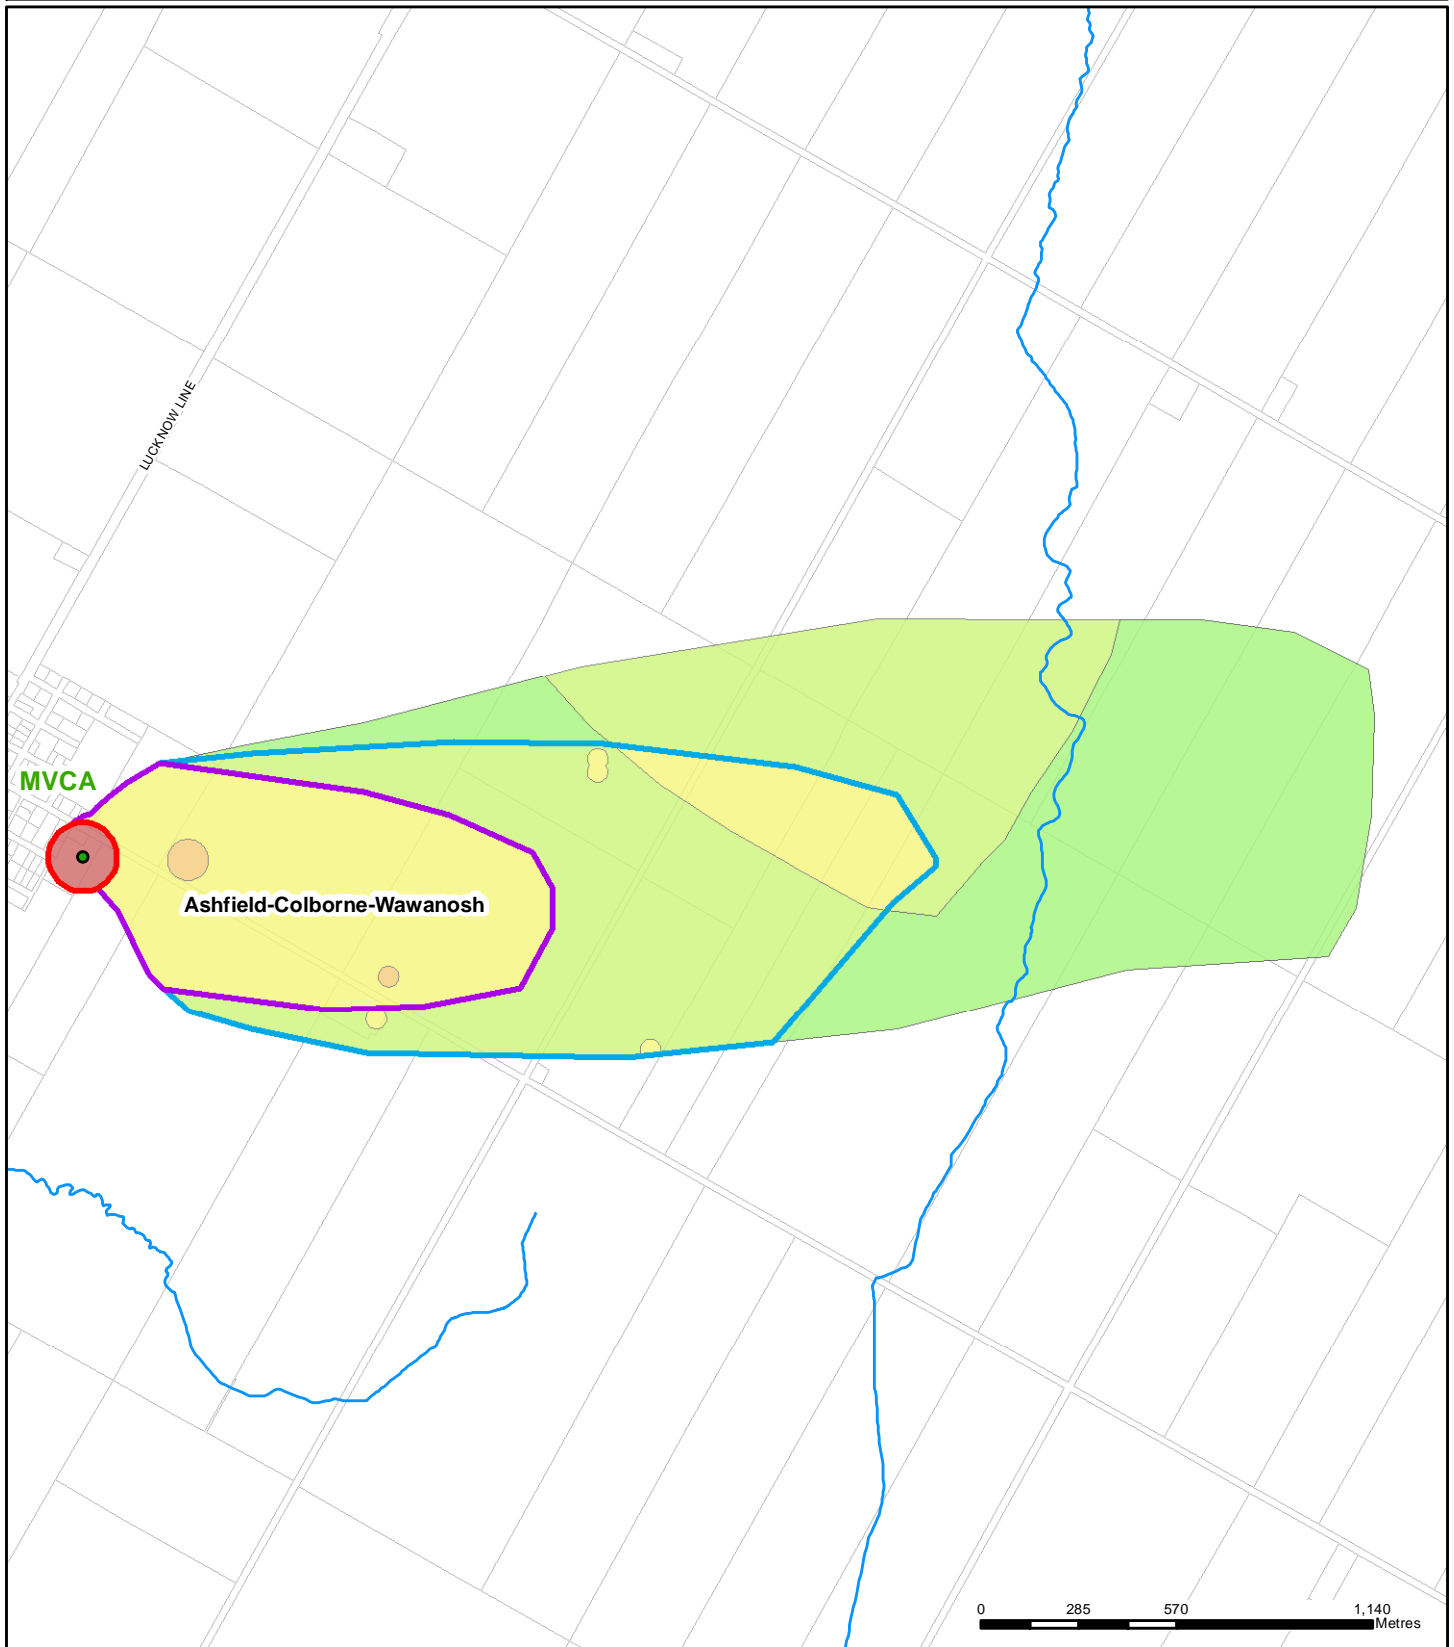 LUCKNOW LINE
MVCA
Ashfield-Colborne-Wawanosh
0 285 570 1,140
Metres